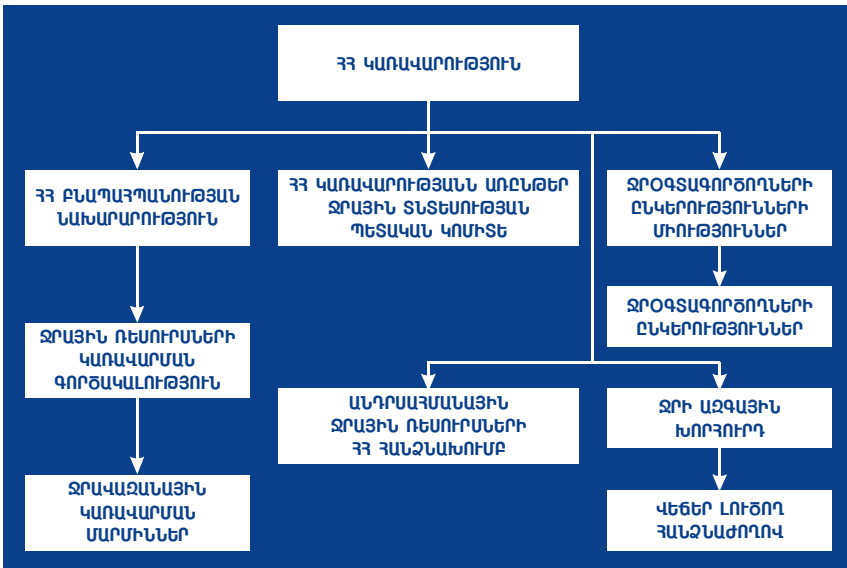 ՀՀ ԿԱՌԱՎԱՐՈՒԹՅՈՒՆ
ՀՀ ԲՆԱՊԱՀՊԱՆՈՒԹՅԱՆ
ՆԱԽԱՐԱՐՈՒԹՅՈՒՆ
ՀՀ ԿԱՌԱՎԱՐՈՒԹՅԱՆՆ ԱՌԸՆԹԵՐ
ՋՐԱՅԻՆ ՏՆՏԵՍՈՒԹՅԱՆ
ՊԵՏԱԿԱՆ ԿՈՄԻՏԵ
ՋՐՕԳՏԱԳՈՐԾՈՂՆԵՐԻ
ԸՆԿԵՐՈՒԹՅՈՒՆՆԵՐԻ
ՄԻՈՒԹՅՈՒՆՆԵՐ
ՋՐՕԳՏԱԳՈՐԾՈՂՆԵՐԻ
ԸՆԿԵՐՈՒԹՅՈՒՆՆԵՐ
ՋՐԱՅԻՆ ՌԵՍՈՒՐՍՆԵՐԻ
ԿԱՌԱՎԱՐՄԱՆ
ԳՈՐԾԱԿԱԼՈՒԹՅՈՒՆ
ԱՆԴՐՍԱՀՄԱՆԱՅԻՆ
ՋՐԱՅԻՆ ՌԵՍՈՒՐՍՆԵՐԻ
ՀՀ ՀԱՆՁՆԱԽՈՒՄԲ
ՋՐԻ ԱԶԳԱՅԻՆ
ԽՈՐՀՈՒՐԴ
ՋՐԱՎԱԶԱՆԱՅԻՆ
ԿԱՌԱՎԱՐՄԱՆ
ՄԱՐՄԻՆՆԵՐ
ՎԵՃԵՐ ԼՈՒԾՈՂ
ՀԱՆՁՆԱԺՈՂՈՎ